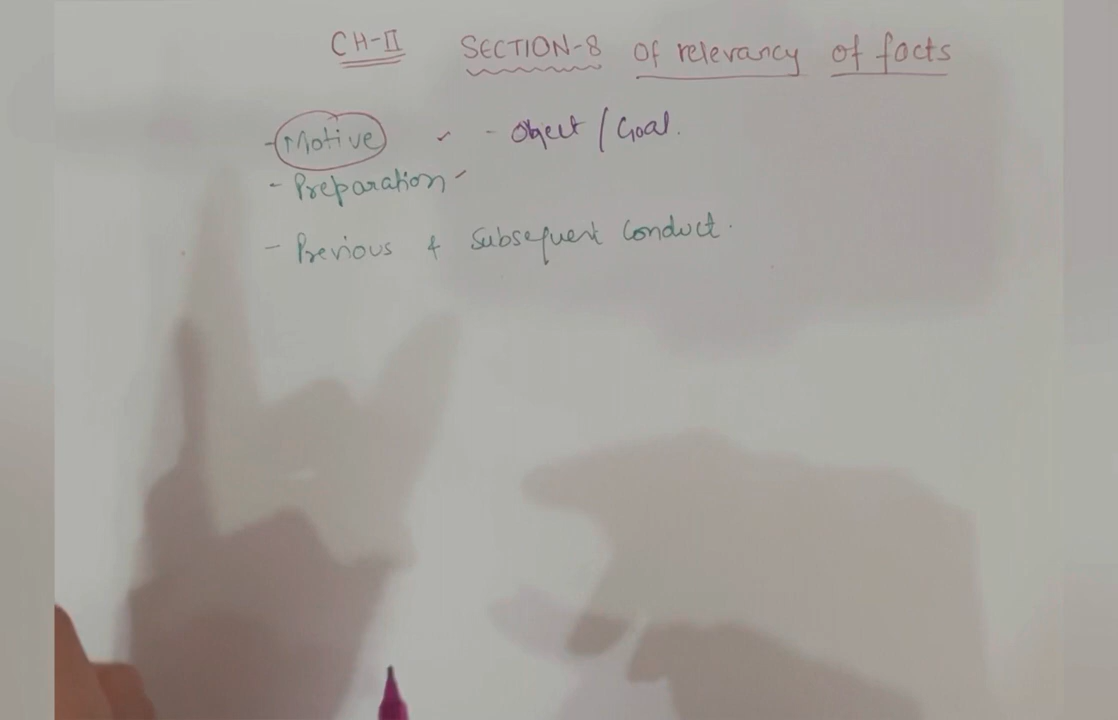 CH-II SECTION-8 Of relevancy of facts
- Motive ✓ - Object / Goal.
- Preparation ✓
- Previous & Subsequent Conduct.